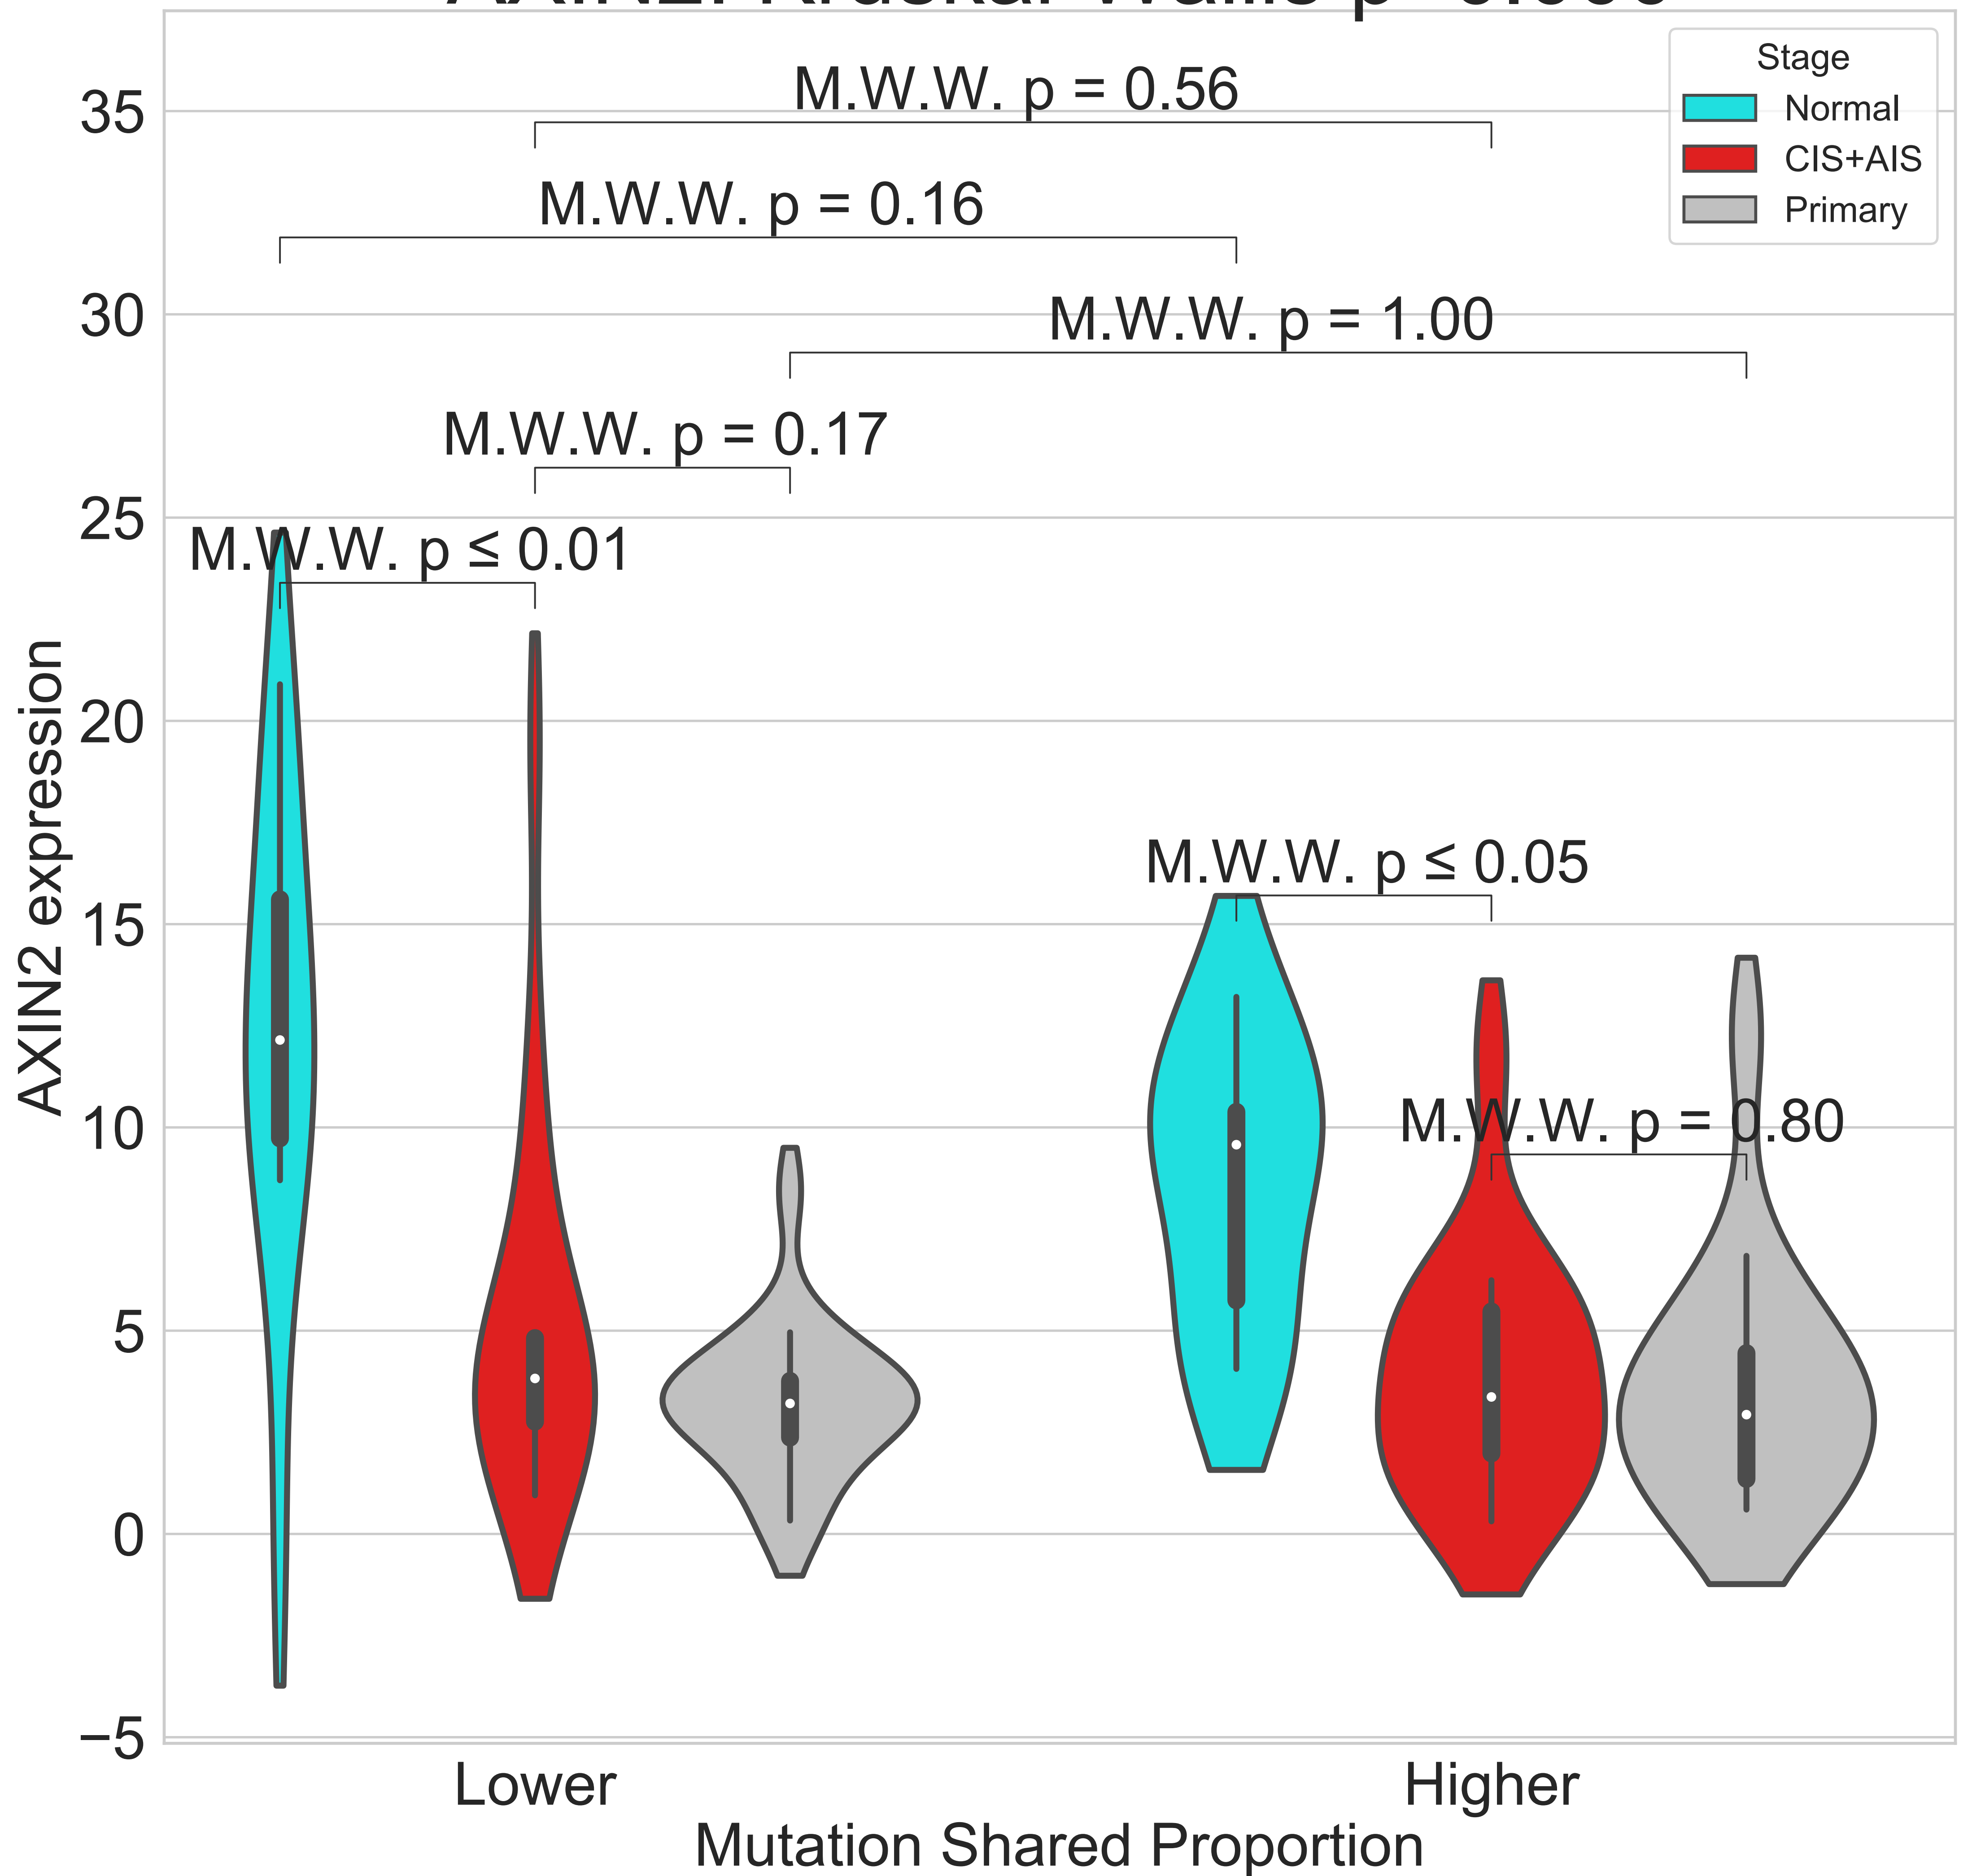 Stage
Normal
CIS+AIS
Primary
M.W.W. p = 0.56
M.W.W. p = 0.16
M.W.W. p = 1.00
M.W.W. p = 0.17
M.W.W. p ≤ 0.01
M.W.W. p ≤ 0.05
M.W.W. p = 0.80
35
30
25
20
15
10
5
0
−5
AXIN2 expression
Lower
Higher
Mutation Shared Proportion